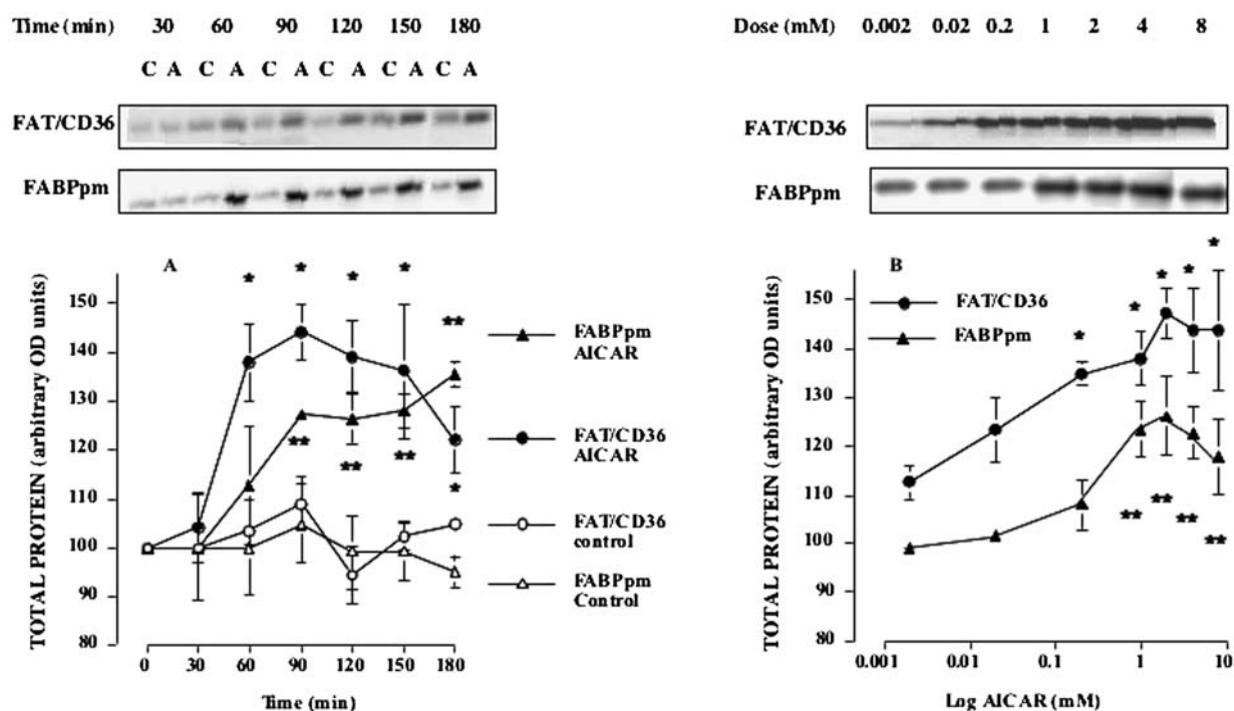 Time (min) 30 60 90 120 150 180
C A C A C A C A C A C A
FAT/CD36
FABPpm
A
* * * * **
** ** ** *
TOTAL PROTEIN (arbitrary OD units)
150
140
130
120
110
100
90
80
0 30 60 90 120 150 180
Time (min)
FABPpm
AICAR
FAT/CD36
AICAR
FAT/CD36
control
FABPpm
Control
Dose (mM) 0.002 0.02 0.2 1 2 4 8
FAT/CD36
FABPpm
B
FAT/CD36
FABPpm
* * * * *
** ** ** **
TOTAL PROTEIN (arbitrary OD units)
150
140
130
120
110
100
90
80
0.001 0.01 0.1 1 10
Log AICAR (mM)